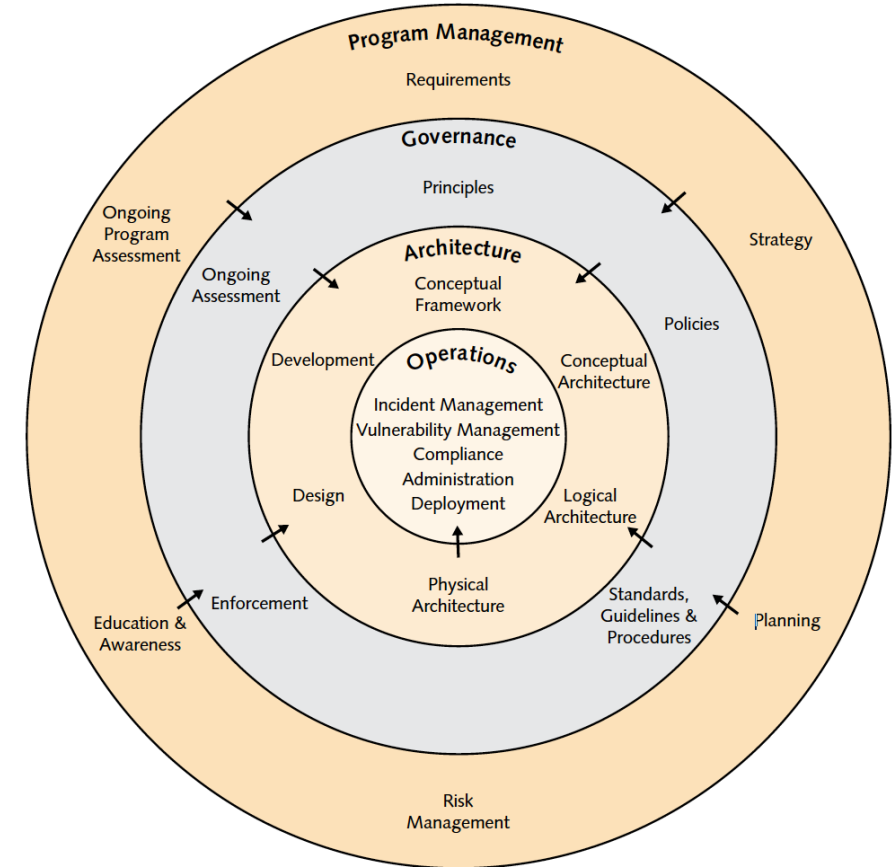 Program Management
Requirements
Governance
Principles
Ongoing
Program
Assessment
Strategy
Architecture
Conceptual
Framework
Ongoing
Assessment
Policies
Operations
Development
Conceptual
Architecture
Incident Management
Vulnerability Management
Compliance
Administration
Deployment
Design
Logical
Architecture
Physical
Architecture
Enforcement
Standards,
Guidelines &
Procedures
Education &
Awareness
Planning
Risk
Management